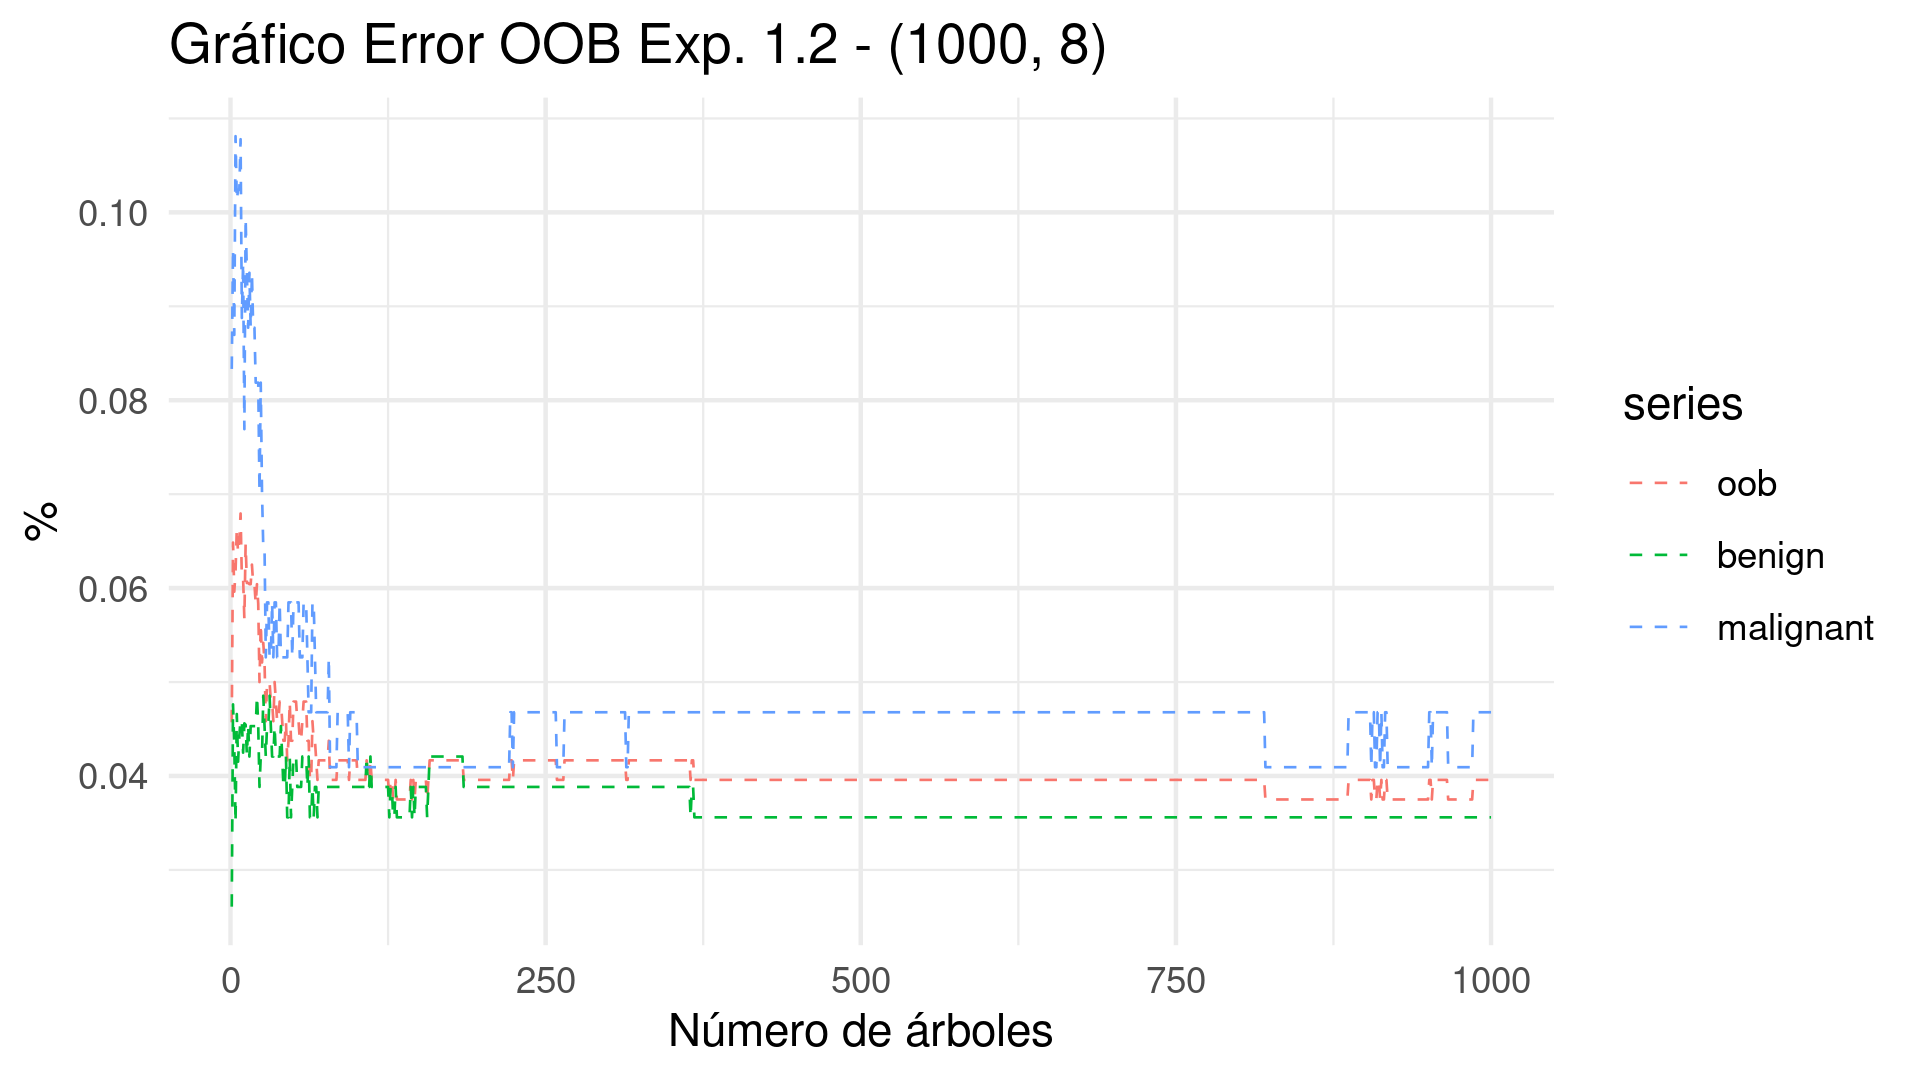 Gráfico Error OOB Exp. 1.2 - (1000, 8)
%
0.10
0.08
0.06
0.04
0
250
500
750
1000
Número de árboles
series
oob
benign
malignant